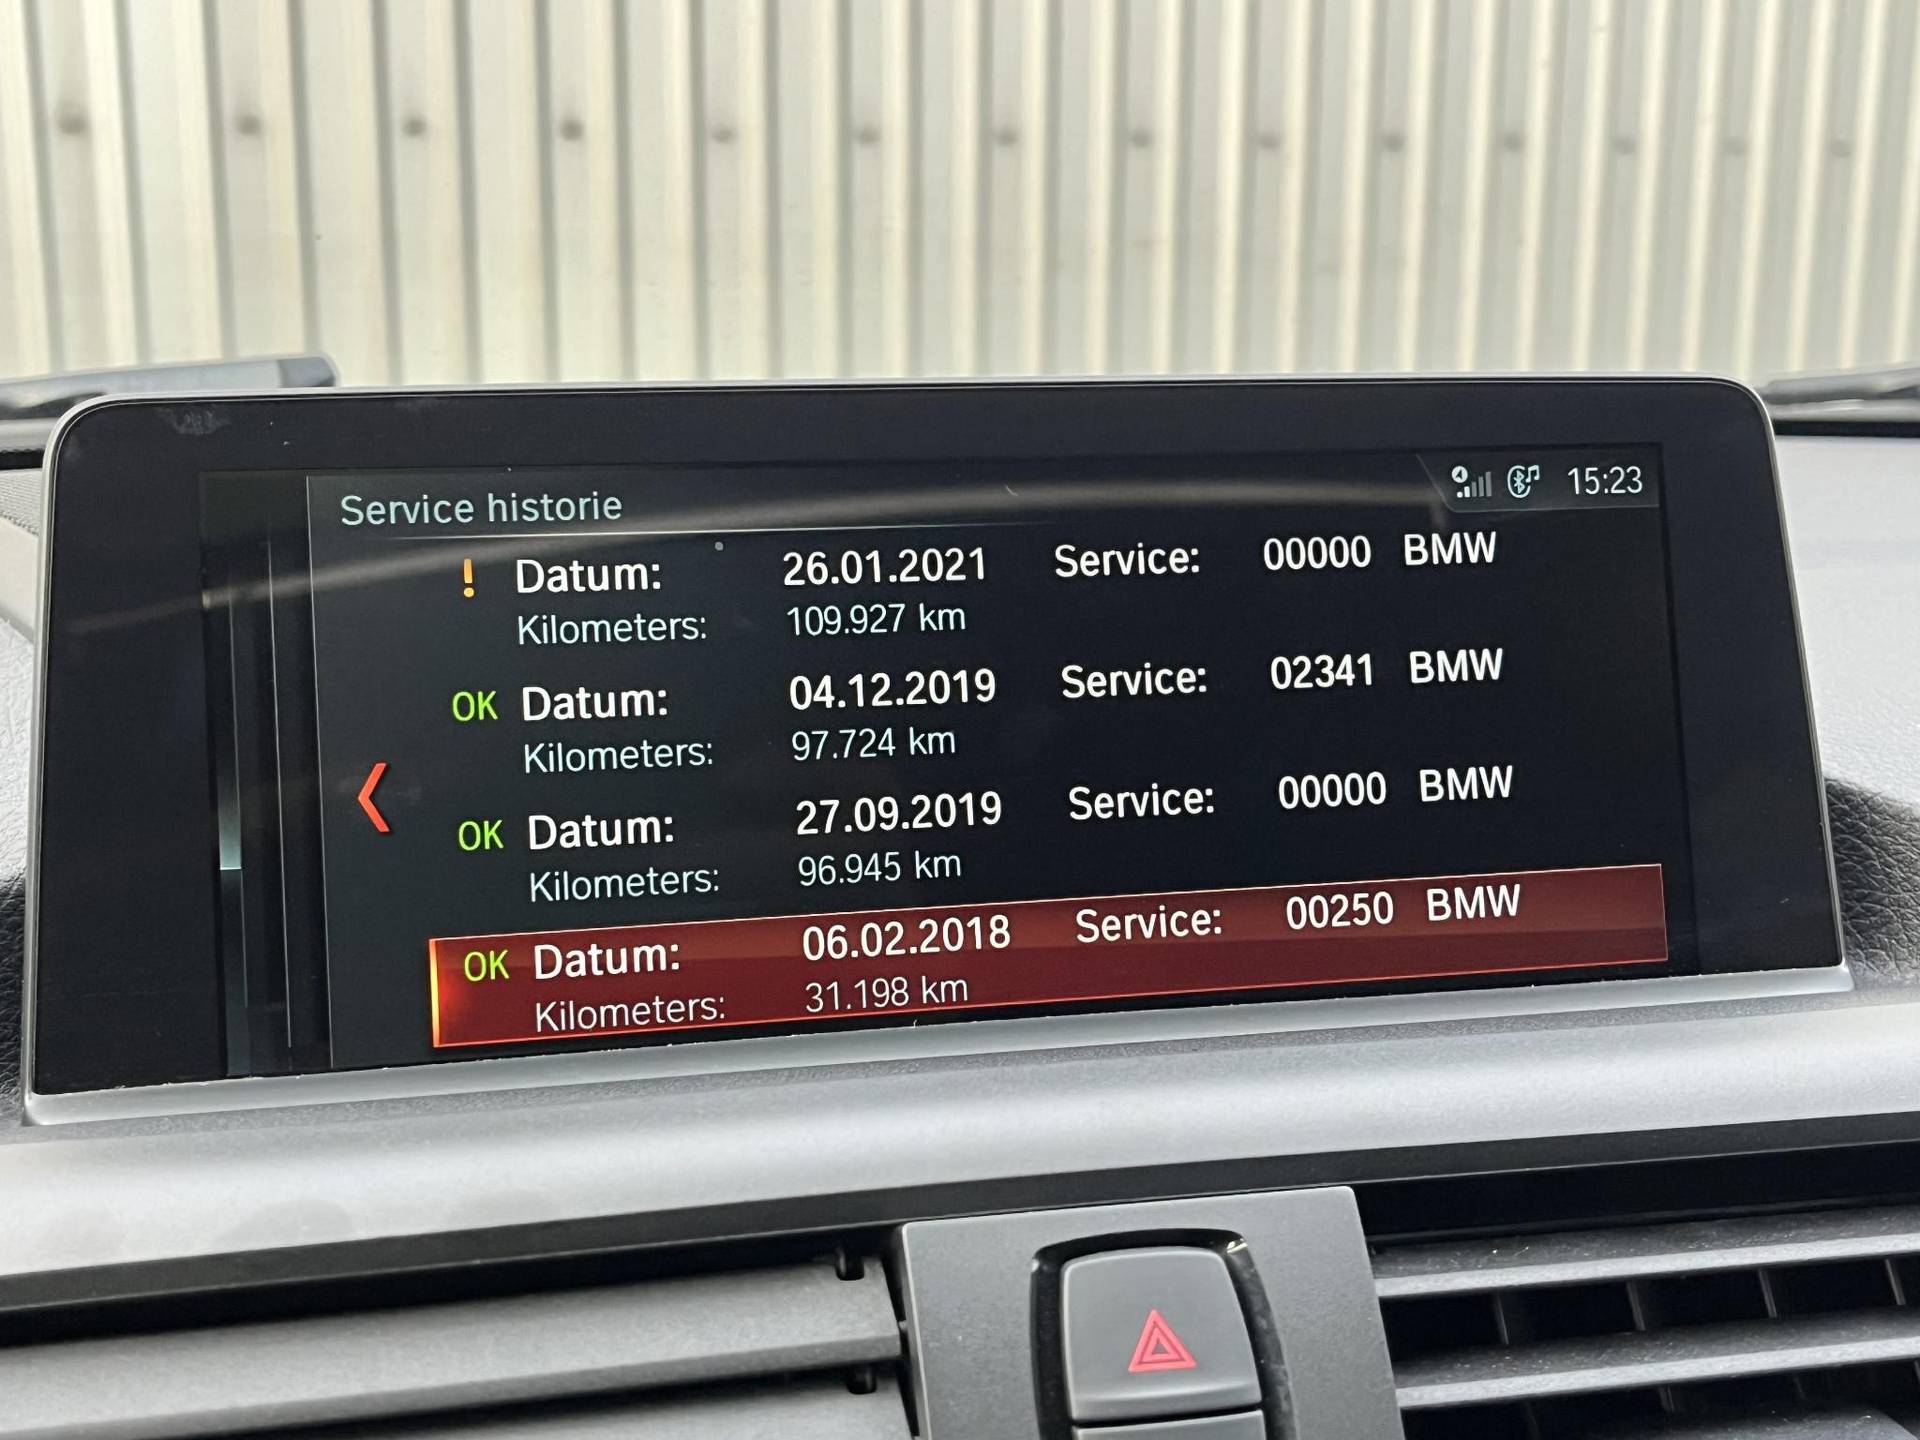 Service historie 15:23
! Datum: 26.01.2021 Service: 00000 BMW
Kilometers: 109.927 km
OK Datum: 04.12.2019 Service: 02341 BMW
Kilometers: 97.724 km
OK Datum: 27.09.2019 Service: 00000 BMW
Kilometers: 96.945 km
OK Datum: 06.02.2018 Service: 00250 BMW
Kilometers: 31.198 km